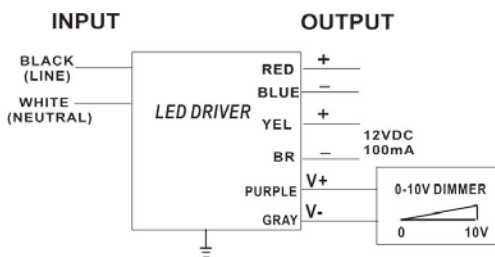 INPUT
OUTPUT
BLACK
(LINE)
WHITE
(NEUTRAL)
LED DRIVER
RED +
BLUE −
YEL +
BR −
12VDC
100mA
PURPLE V+
GRAY V-
0-10V DIMMER
0 10V